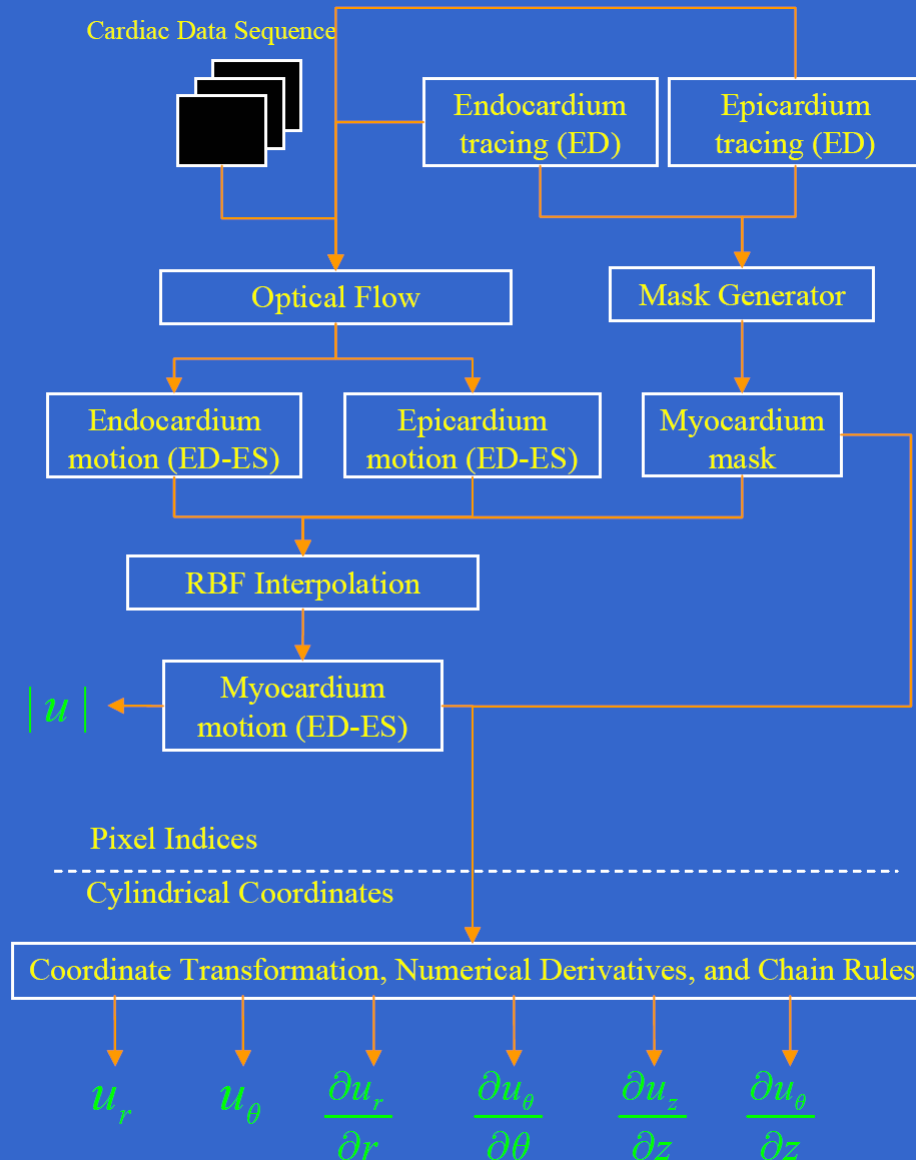 Cardiac Data Sequence
Endocardium
tracing (ED)
Epicardium
tracing (ED)
Optical Flow
Mask Generator
Endocardium
motion (ED-ES)
Epicardium
motion (ED-ES)
Myocardium
mask
RBF Interpolation
Myocardium
motion (ED-ES)
| u |
Pixel Indices
Cylindrical Coordinates
Coordinate Transformation, Numerical Derivatives, and Chain Rules
u_r u_θ ∂u_r/∂r ∂u_θ/∂θ ∂u_z/∂z ∂u_θ/∂z